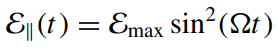 ℰ∥(t) = ℰmax sin²(Ωt)